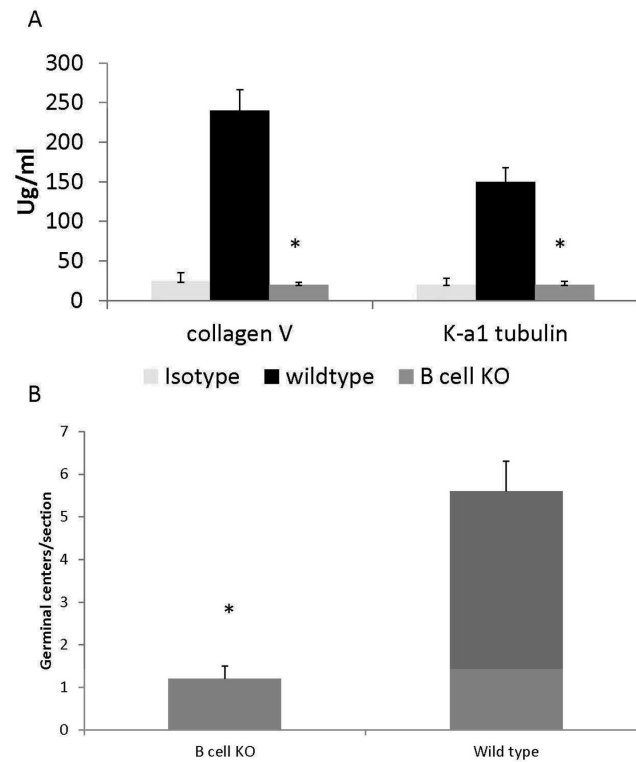 A
Ug/ml
300
250
200
150
100
50
0
*
*
collagen V
K-a1 tubulin
Isotype wildtype B cell KO
B
Germinal centers/section
7
6
5
4
3
2
1
0
*
B cell KO
Wild type